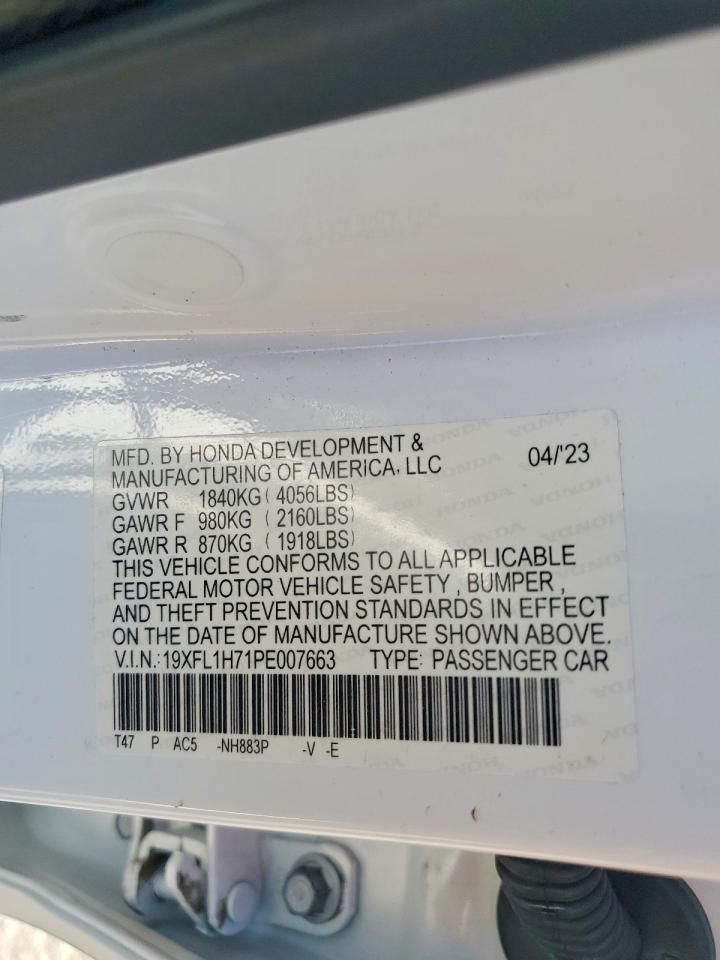 MFD. BY HONDA DEVELOPMENT &
MANUFACTURING OF AMERICA, LLC 04/'23
GVWR 1840KG ( 4056LBS)
GAWR F 980KG ( 2160LBS)
GAWR R 870KG ( 1918LBS)
THIS VEHICLE CONFORMS TO ALL APPLICABLE
FEDERAL MOTOR VEHICLE SAFETY , BUMPER ,
AND THEFT PREVENTION STANDARDS IN EFFECT
ON THE DATE OF MANUFACTURE SHOWN ABOVE.
V.I.N.:19XFL1H71PE007663 TYPE: PASSENGER CAR
T47 P AC5 -NH883P -V -E